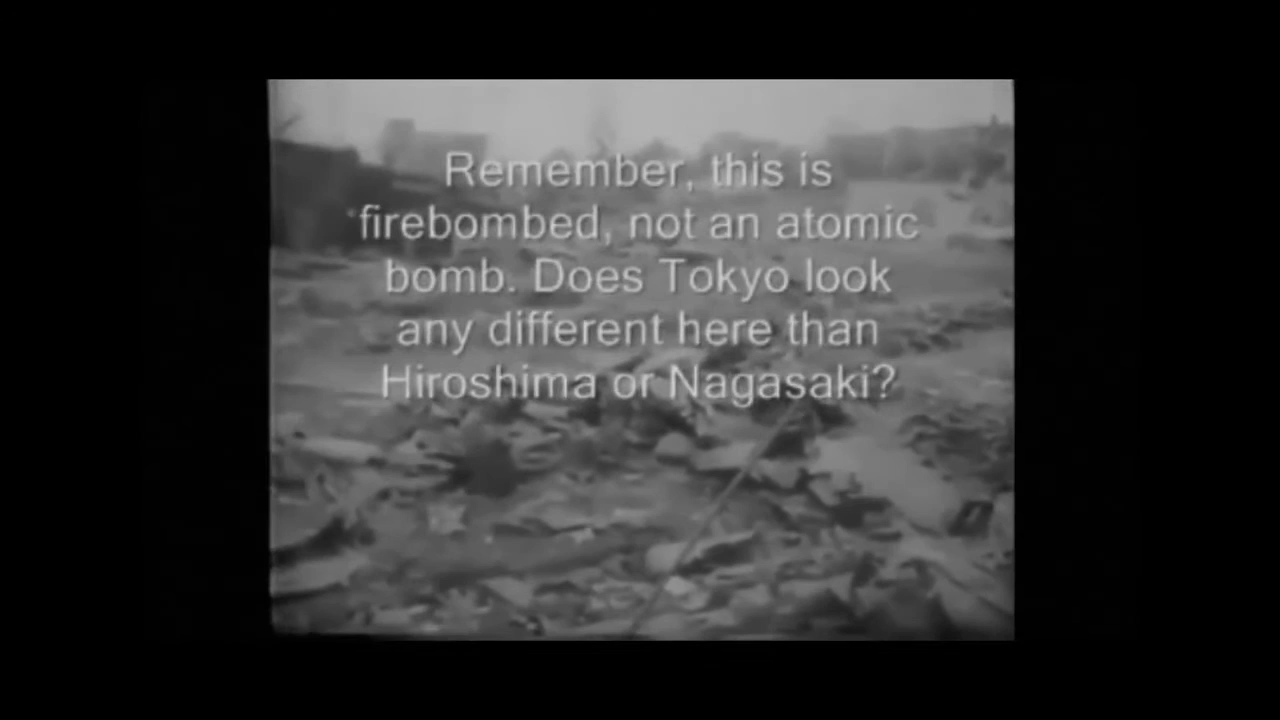 Remember, this is
firebombed, not an atomic
bomb. Does Tokyo look
any different here than
Hiroshima or Nagasaki?